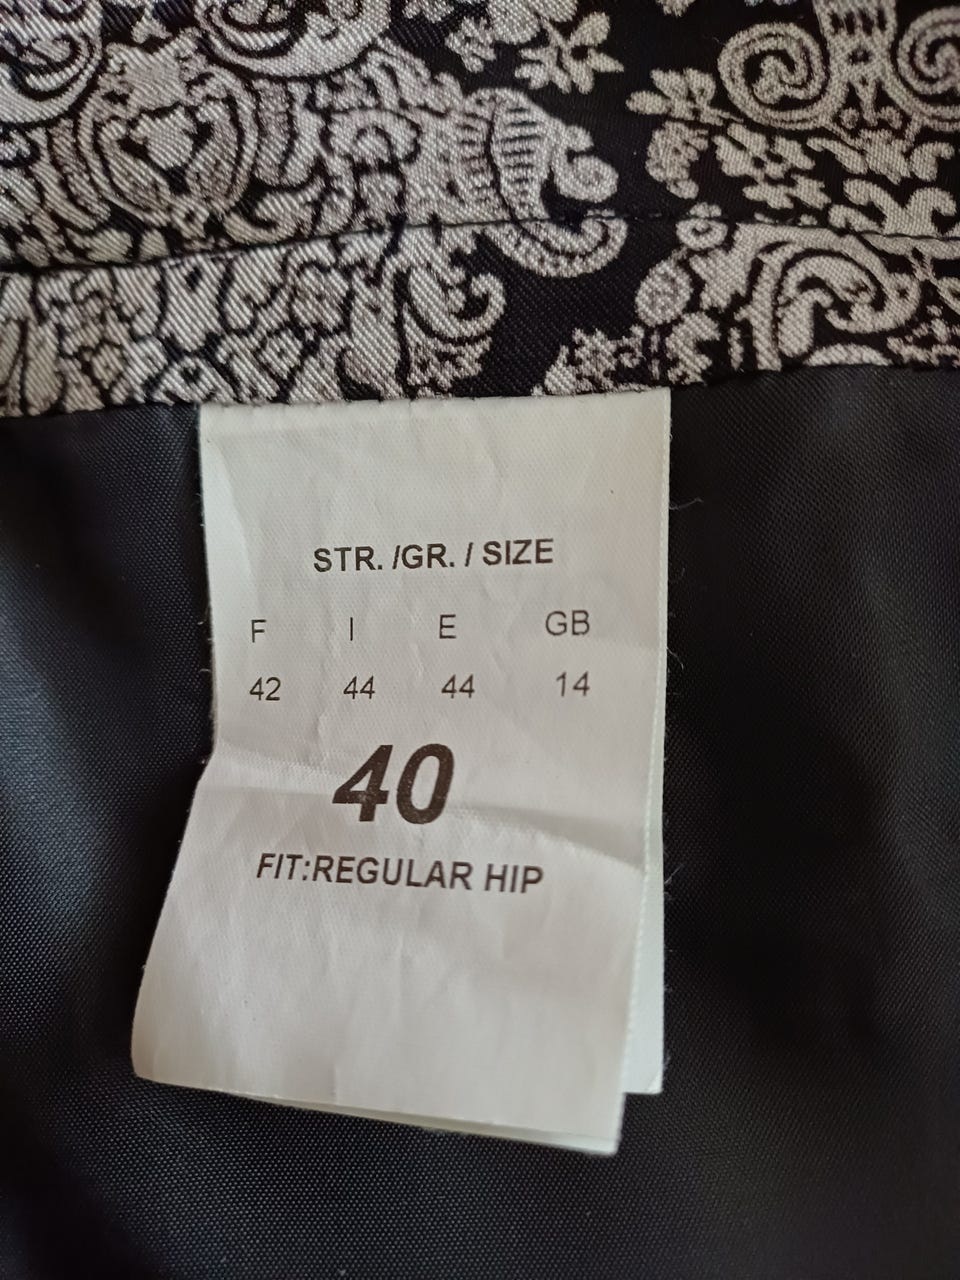 STR. /GR. / SIZE
F I E GB
42 44 44 14
40
FIT:REGULAR HIP